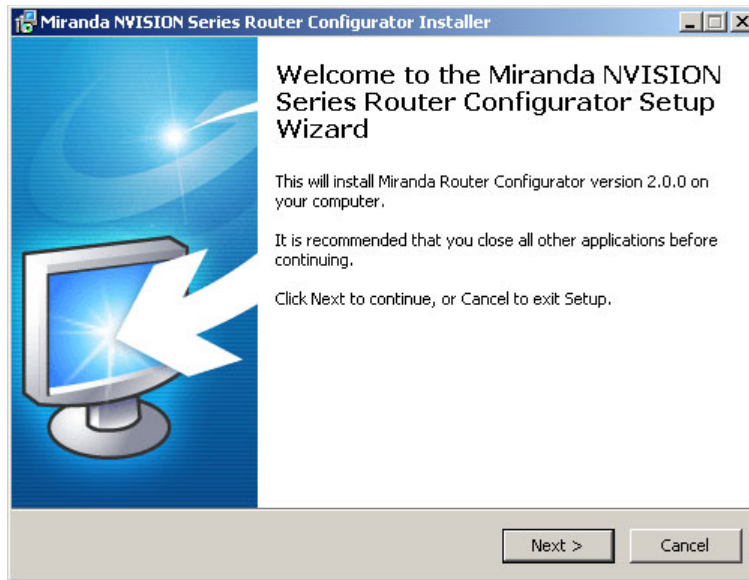 Miranda NVISION Series Router Configurator Installer
Welcome to the Miranda NVISION
Series Router Configurator Setup
Wizard
This will install Miranda Router Configurator version 2.0.0 on
your computer.
It is recommended that you close all other applications before
continuing.
Click Next to continue, or Cancel to exit Setup.
Next >
Cancel